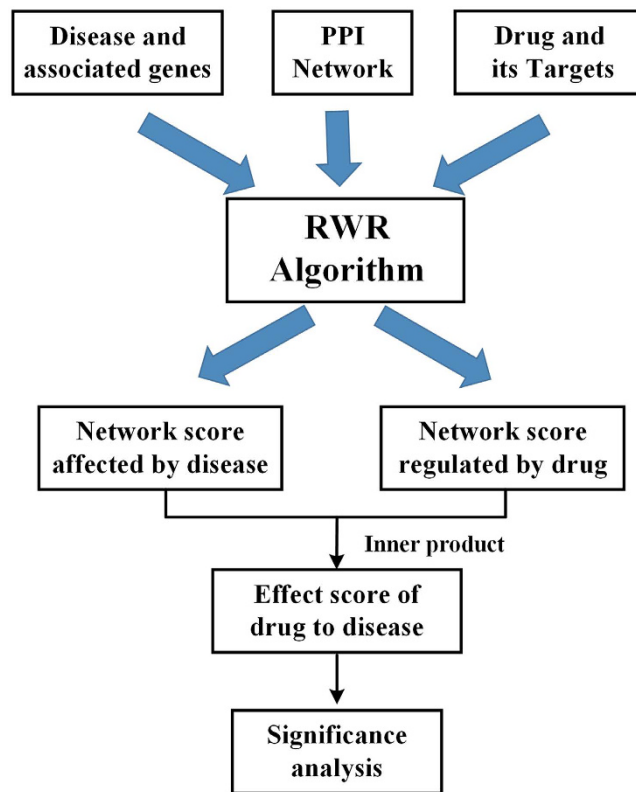 Disease and
associated genes
PPI
Network
Drug and
its Targets
RWR
Algorithm
Network score
affected by disease
Network score
regulated by drug
Inner product
Effect score of
drug to disease
Significance
analysis